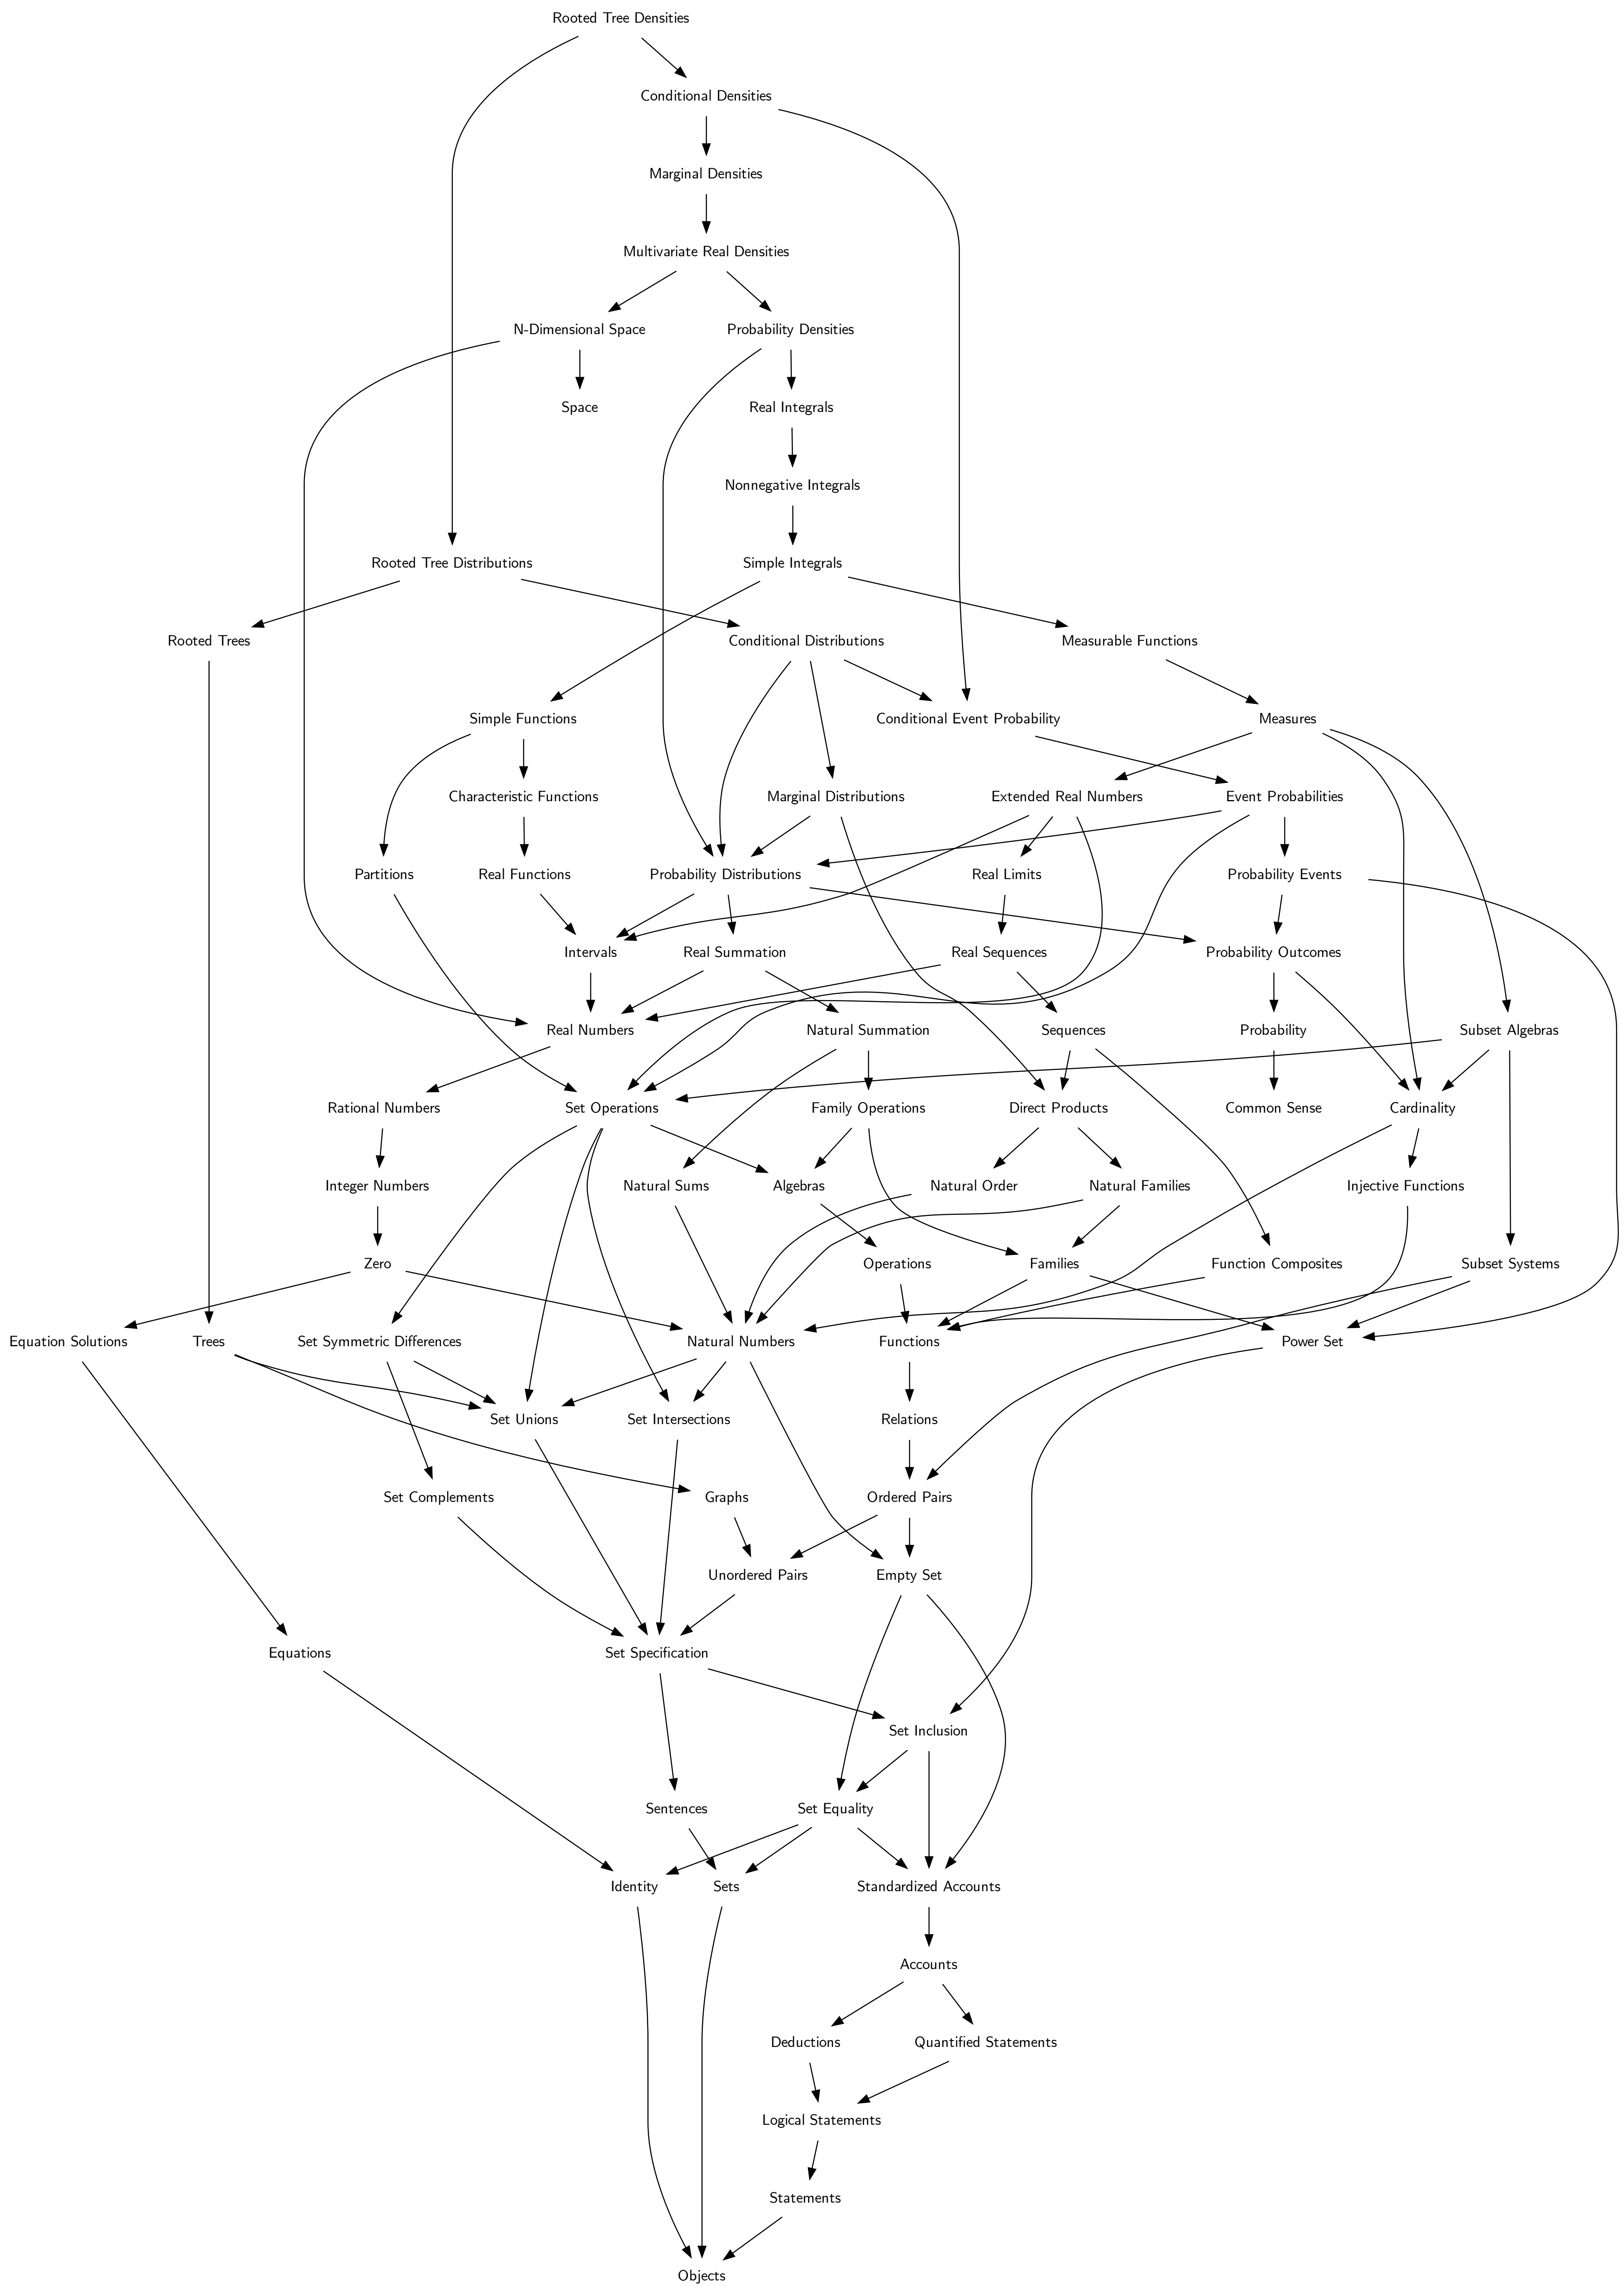 Rooted Tree Densities
Conditional Densities
Marginal Densities
Multivariate Real Densities
N-Dimensional Space
Probability Densities
Space
Real Integrals
Nonnegative Integrals
Rooted Tree Distributions
Simple Integrals
Rooted Trees
Conditional Distributions
Measurable Functions
Simple Functions
Conditional Event Probability
Measures
Characteristic Functions
Marginal Distributions
Extended Real Numbers
Event Probabilities
Partitions
Real Functions
Probability Distributions
Real Limits
Probability Events
Intervals
Real Summation
Real Sequences
Probability Outcomes
Real Numbers
Natural Summation
Sequences
Probability
Subset Algebras
Rational Numbers
Set Operations
Family Operations
Direct Products
Common Sense
Cardinality
Integer Numbers
Natural Sums
Algebras
Natural Order
Natural Families
Injective Functions
Zero
Operations
Families
Function Composites
Subset Systems
Equation Solutions
Trees
Set Symmetric Differences
Natural Numbers
Functions
Power Set
Set Unions
Set Intersections
Relations
Set Complements
Graphs
Ordered Pairs
Unordered Pairs
Empty Set
Equations
Set Specification
Set Inclusion
Sentences
Set Equality
Identity
Sets
Standardized Accounts
Accounts
Deductions
Quantified Statements
Logical Statements
Statements
Objects